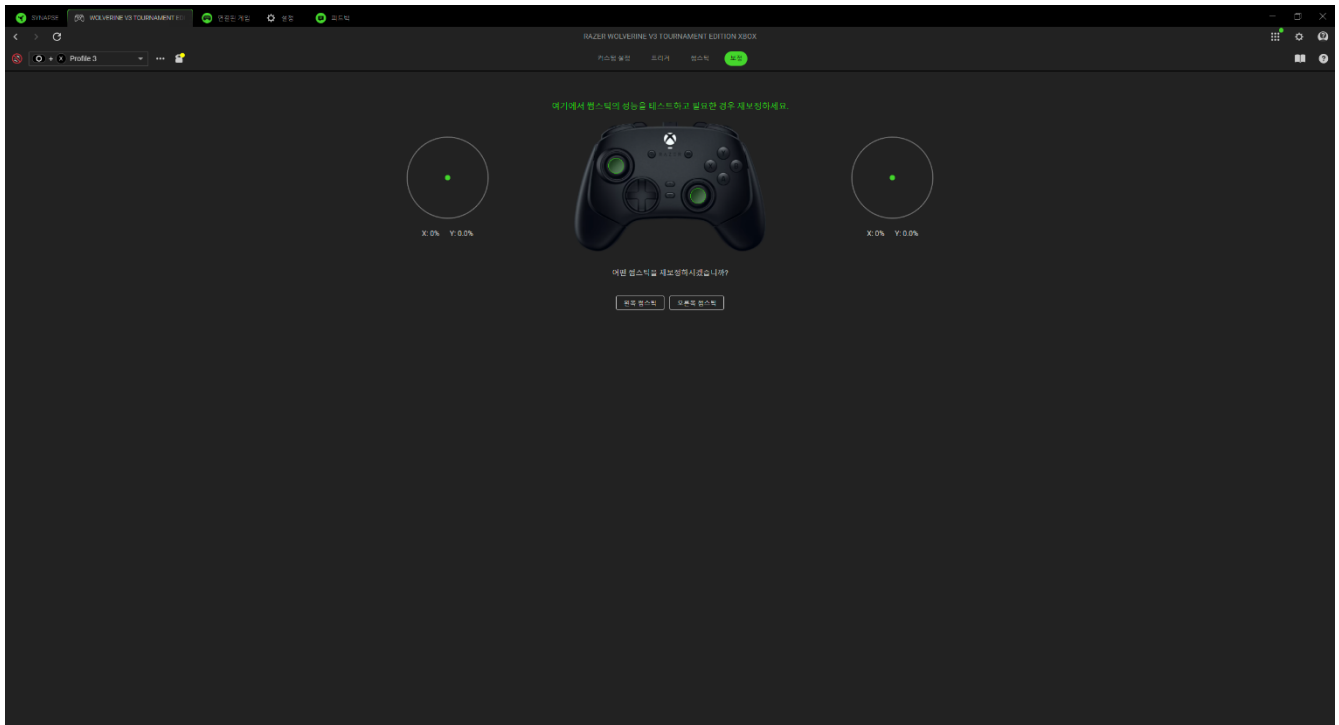 SYNAPSE WOLVERINE V3 TOURNAMENT EDI 연결된 게임 설정 피드백
RAZER WOLVERINE V3 TOURNAMENT EDITION XBOX
+ X Profile 3 커스텀 설정 트리거 썸스틱 보정
여기에서 썸스틱의 성능을 테스트하고 필요한 경우 재보정하세요.
RAZER
X: 0% Y: 0.0% X: 0% Y: 0.0%
어떤 썸스틱을 재보정하시겠습니까?
왼쪽 썸스틱 오른쪽 썸스틱